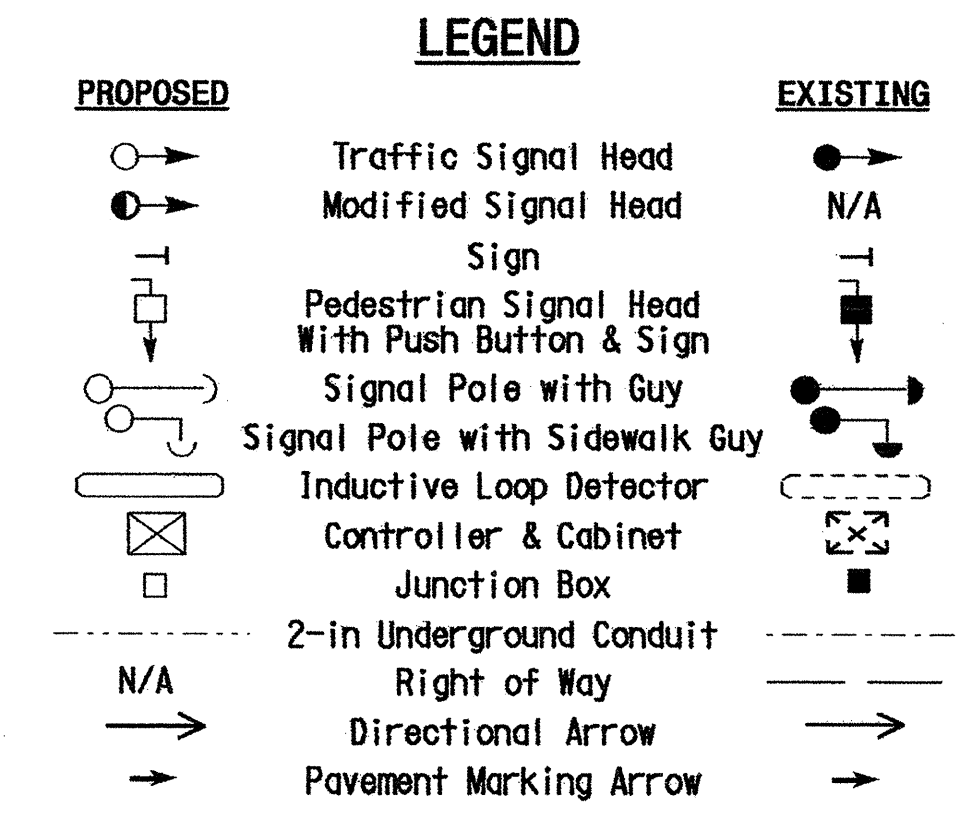 LEGEND
PROPOSED EXISTING
Traffic Signal Head
Modified Signal Head N/A
Sign
Pedestrian Signal Head
With Push Button & Sign
Signal Pole with Guy
Signal Pole with Sidewalk Guy
Inductive Loop Detector
Controller & Cabinet
Junction Box
2-in Underground Conduit
N/A Right of Way
Directional Arrow
Pavement Marking Arrow